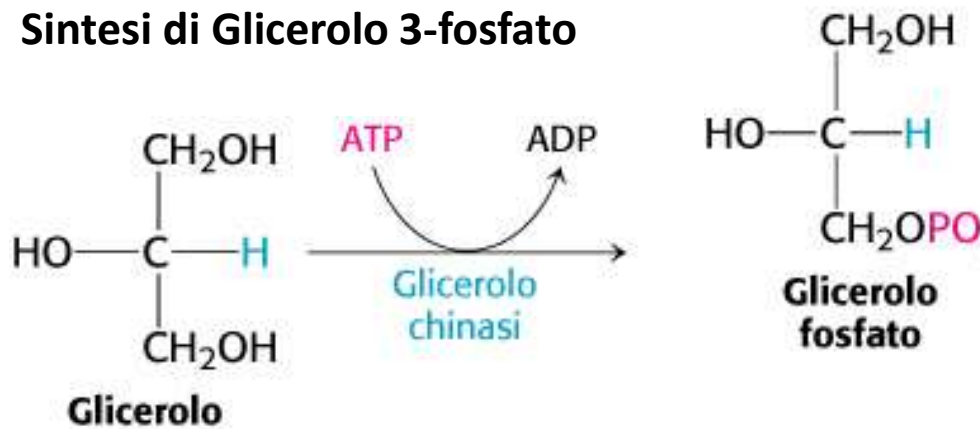 Sintesi di Glicerolo 3-fosfato
CH₂OH
HO—C—H
CH₂OH
Glicerolo
ATP ADP
Glicerolo
chinasi
CH₂OH
HO—C—H
CH₂OPO
Glicerolo
fosfato